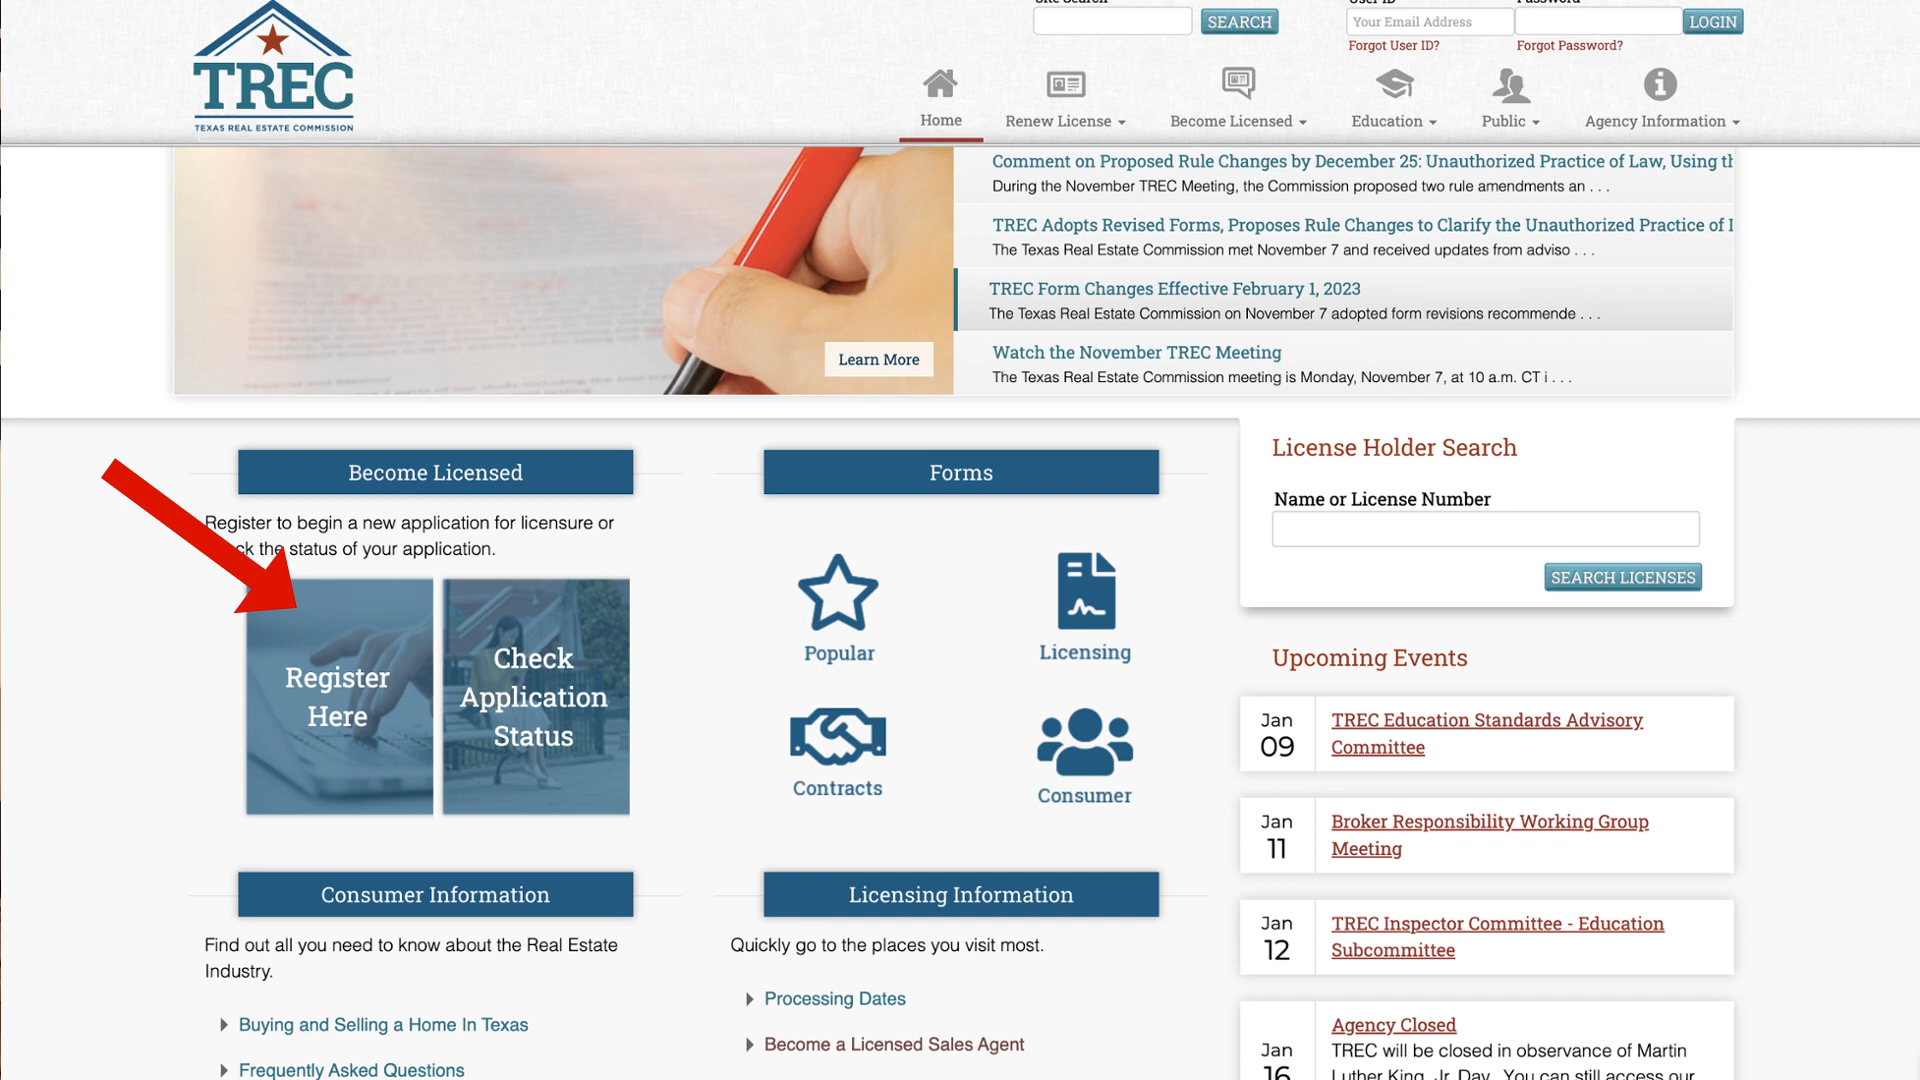 SEARCH
Your Email Address
LOGIN
Forgot User ID?
Forgot Password?
TREC
TEXAS REAL ESTATE COMMISSION
Home
Renew License
Become Licensed
Education
Public
Agency Information
Comment on Proposed Rule Changes by December 25: Unauthorized Practice of Law, Using th
During the November TREC Meeting, the Commission proposed two rule amendments an . . .
TREC Adopts Revised Forms, Proposes Rule Changes to Clarify the Unauthorized Practice of L
The Texas Real Estate Commission met November 7 and received updates from adviso . . .
TREC Form Changes Effective February 1, 2023
The Texas Real Estate Commission on November 7 adopted form revisions recommende . . .
Watch the November TREC Meeting
The Texas Real Estate Commission meeting is Monday, November 7, at 10 a.m. CT i . . .
Learn More
Become Licensed
Register to begin a new application for licensure or
ck the status of your application.
Register
Here
Check
Application
Status
Forms
Popular
Licensing
Contracts
Consumer
License Holder Search
Name or License Number
SEARCH LICENSES
Upcoming Events
Jan
09
TREC Education Standards Advisory
Committee
Jan
11
Broker Responsibility Working Group
Meeting
Jan
12
TREC Inspector Committee - Education
Subcommittee
Jan
16
Agency Closed
TREC will be closed in observance of Martin
Luther King, Jr. Day. You can still access our
Consumer Information
Find out all you need to know about the Real Estate
Industry.
Buying and Selling a Home In Texas
Frequently Asked Questions
Licensing Information
Quickly go to the places you visit most.
Processing Dates
Become a Licensed Sales Agent